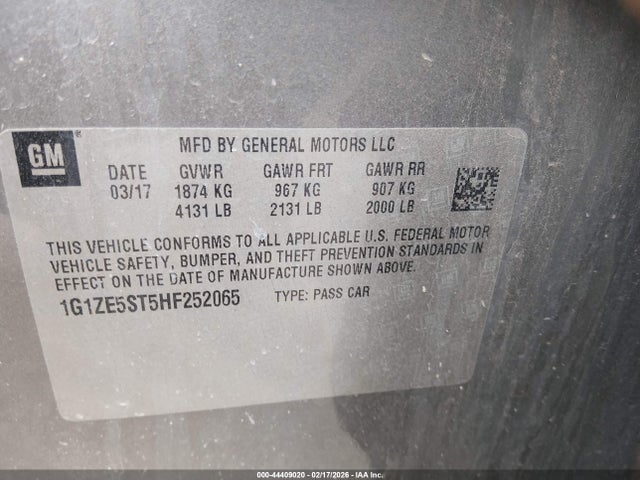 GM
MFD BY GENERAL MOTORS LLC
DATE GVWR GAWR FRT GAWR RR
03/17 1874 KG 967 KG 907 KG
4131 LB 2131 LB 2000 LB
THIS VEHICLE CONFORMS TO ALL APPLICABLE U.S. FEDERAL MOTOR
VEHICLE SAFETY, BUMPER, AND THEFT PREVENTION STANDARDS IN
EFFECT ON THE DATE OF MANUFACTURE SHOWN ABOVE.
1G1ZE5ST5HF252065 TYPE: PASS CAR
000-44409020 - 02/17/2026 - IAA Inc.